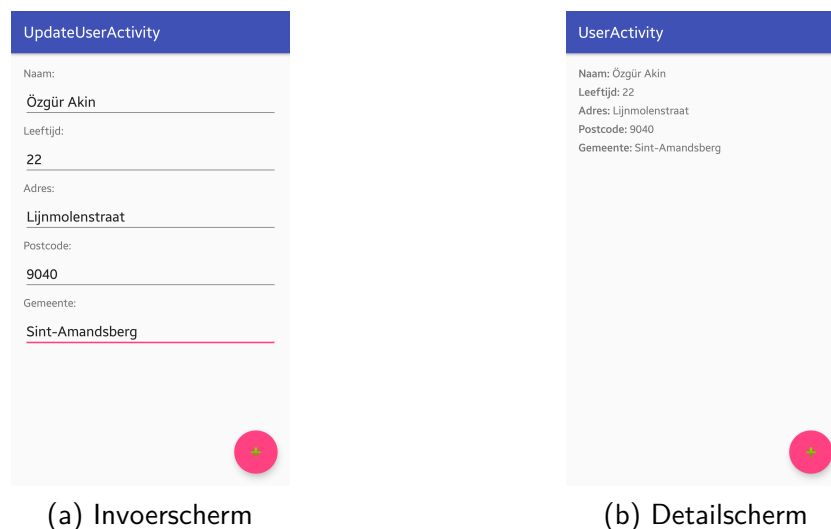 UpdateUserActivity
Naam:
Özgür Akin
Leeftijd:
22
Adres:
Lijnmolenstraat
Postcode:
9040
Gemeente:
Sint-Amandsberg
+
(a) Invoerscherm
UserActivity
Naam: Özgür Akin
Leeftijd: 22
Adres: Lijnmolenstraat
Postcode: 9040
Gemeente: Sint-Amandsberg
+
(b) Detailscherm